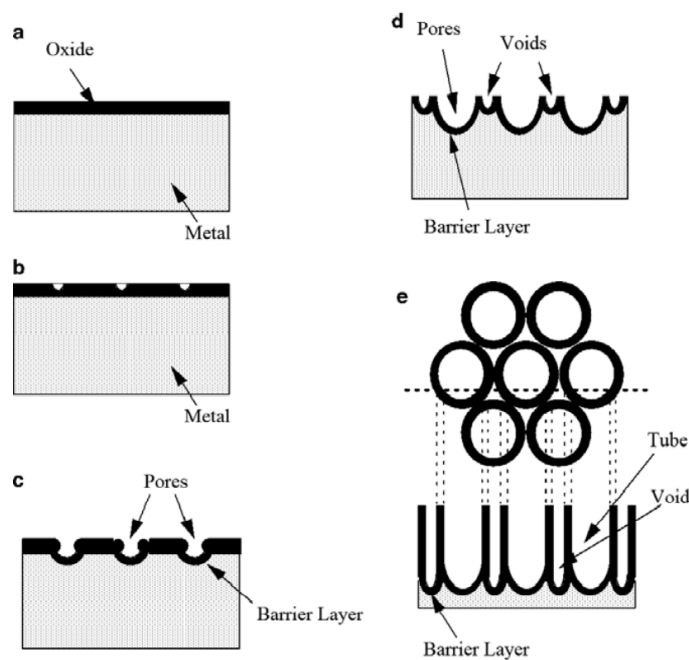 a
Oxide
Metal
b
Metal
c
Pores
Barrier Layer
d
Pores
Voids
Barrier Layer
e
Tube
Void
Barrier Layer